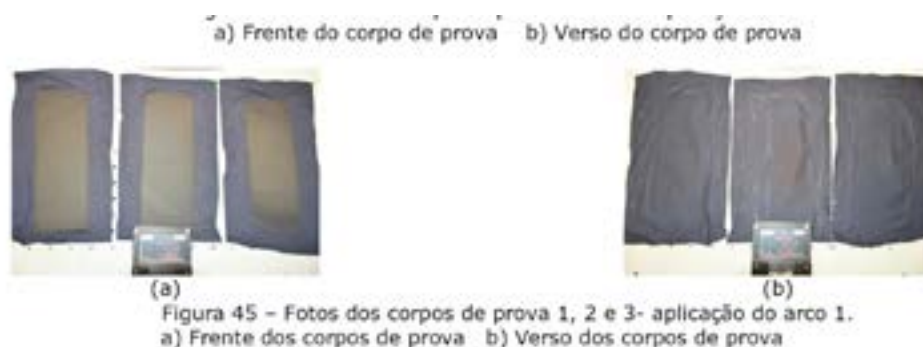 a) Frente do corpo de prova b) Verso do corpo de prova
(a) (b)
Figura 45 – Fotos dos corpos de prova 1, 2 e 3- aplicação do arco 1.
a) Frente dos corpos de prova b) Verso dos corpos de prova